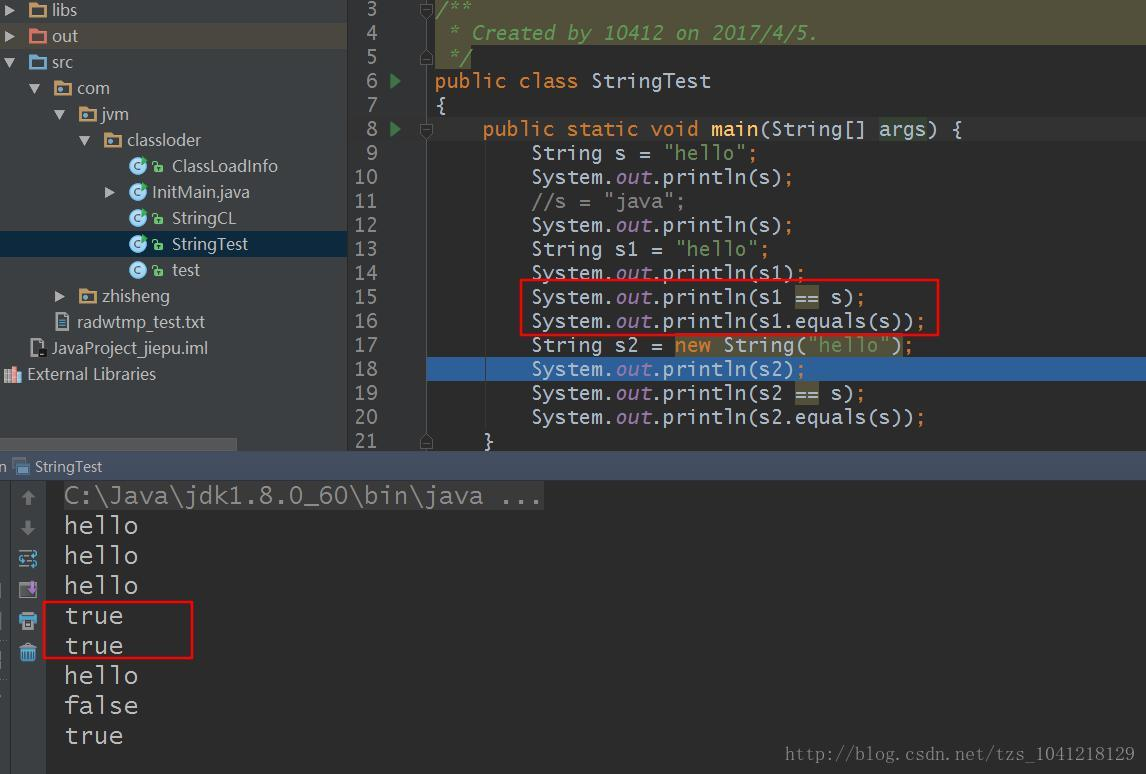 libs
out
src
com
jvm
classloder
ClassLoadInfo
InitMain.java
StringCL
StringTest
test
zhisheng
radwtmp_test.txt
JavaProject_jiepu.iml
External Libraries
3 /**
4 * Created by 10412 on 2017/4/5.
5 */
6 public class StringTest
7 {
8 public static void main(String[] args) {
9 String s = "hello";
10 System.out.println(s);
11 //s = "java";
12 System.out.println(s);
13 String s1 = "hello";
14 System.out.println(s1);
15 System.out.println(s1 == s);
16 System.out.println(s1.equals(s));
17 String s2 = new String("hello");
18 System.out.println(s2);
19 System.out.println(s2 == s);
20 System.out.println(s2.equals(s));
21 }
n StringTest
C:\Java\jdk1.8.0_60\bin\java ...
hello
hello
hello
true
true
hello
false
true
http://blog.csdn.net/tzs_1041218129